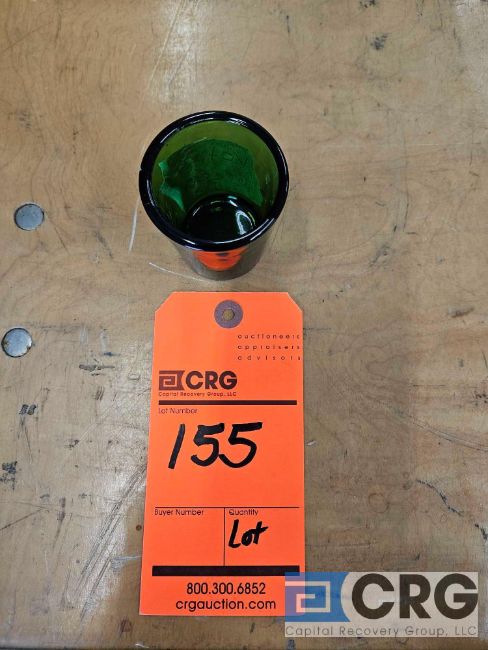 auctioneers
appraisers
advisors
CRG
Capital Recovery Group, LLC
Lot Number
155
Buyer Number
Quantity
Lot
800.300.6852
crgauction.com
CRG
Capital Recovery Group, LLC